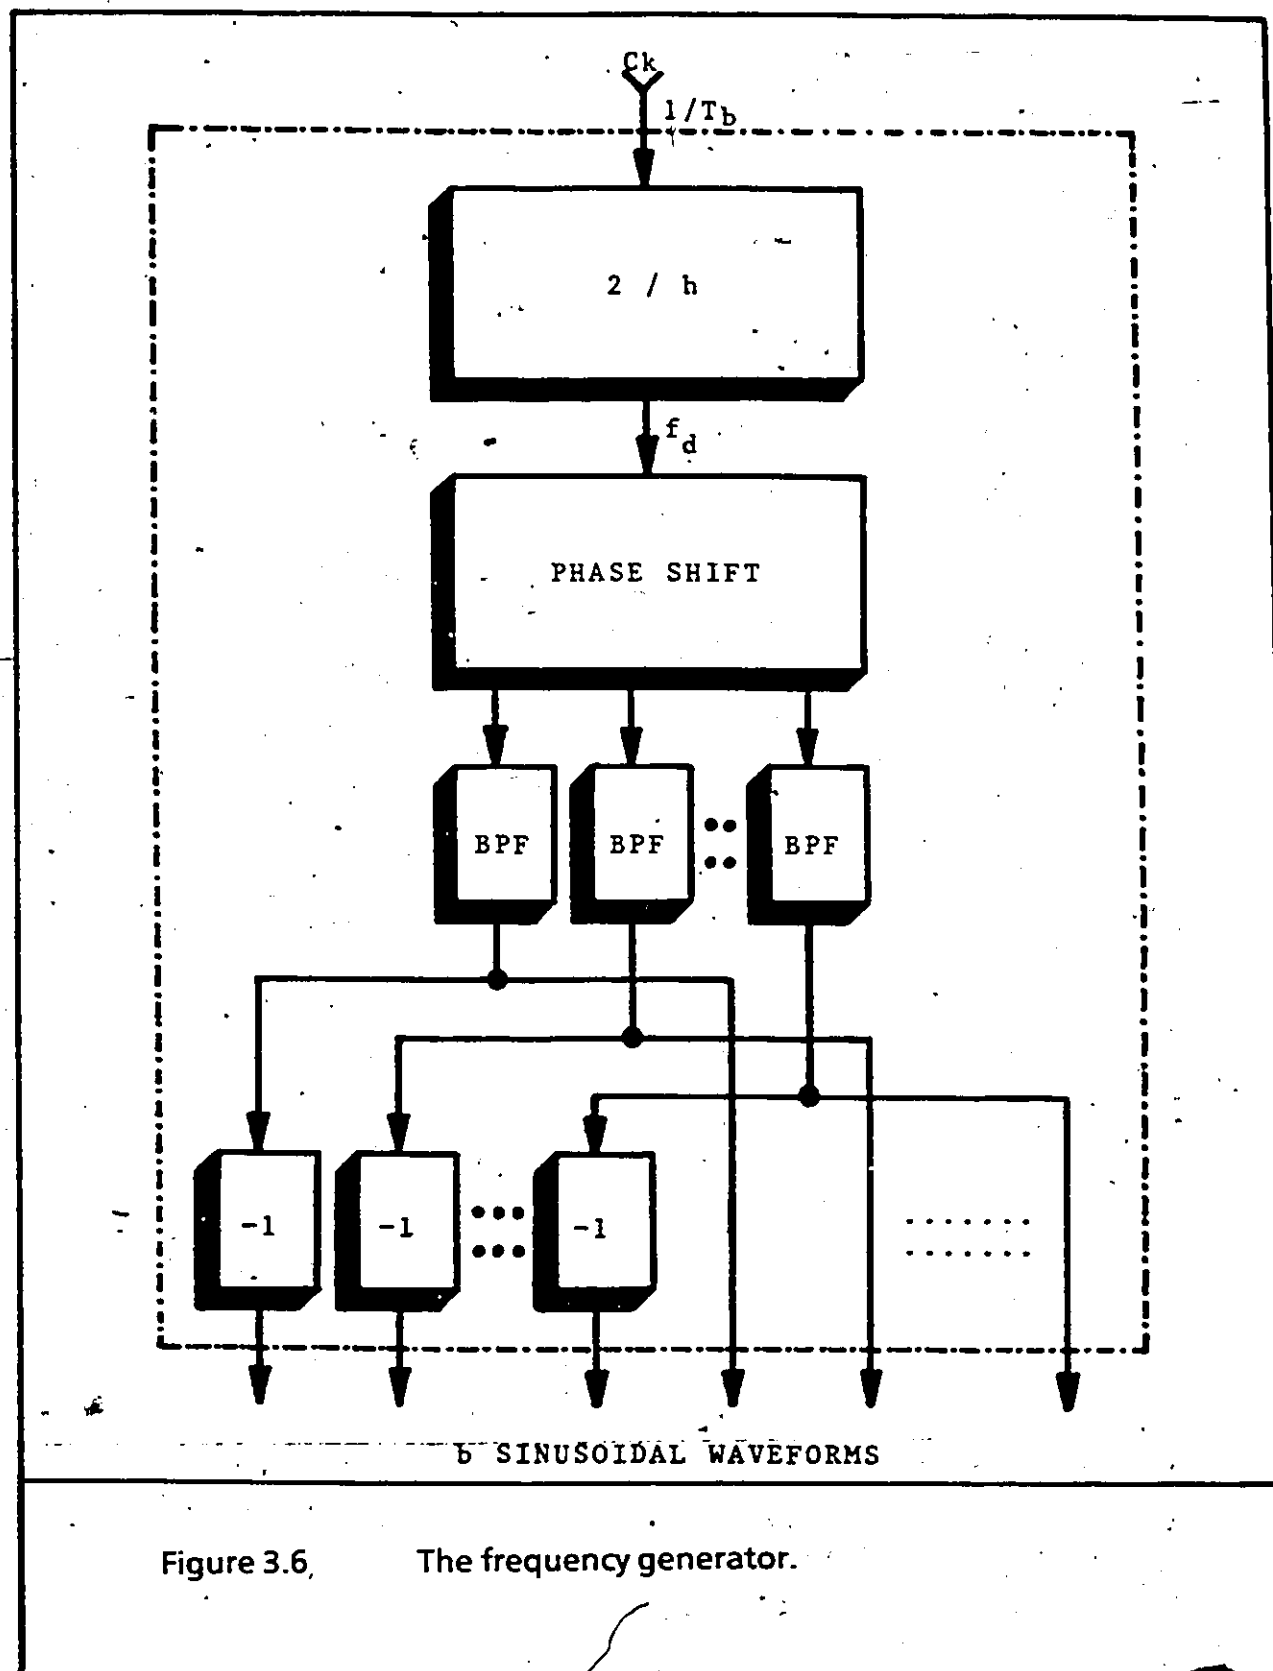 Ck
1/Tb
2 / h
fd
PHASE SHIFT
BPF BPF BPF
-1 -1 -1
b SINUSOIDAL WAVEFORMS
Figure 3.6, The frequency generator.